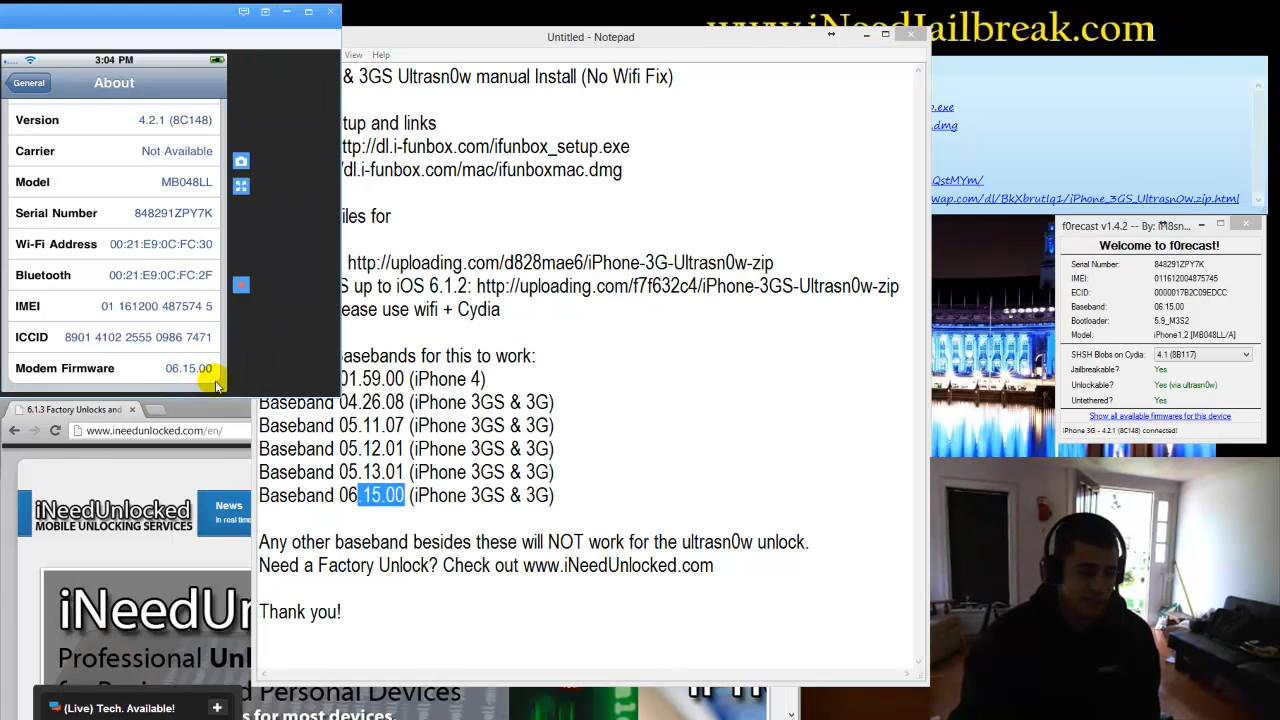 www.iNeedJailbreak.com
3:04 PM
General
About
Version 4.2.1 (8C148)
Carrier Not Available
Model MB048LL
Serial Number 848291ZPY7K
Wi-Fi Address 00:21:E9:0C:FC:30
Bluetooth 00:21:E9:0C:FC:2F
IMEI 01 161200 487574 5
ICCID 8901 4102 2555 0986 7471
Modem Firmware 06.15.00
Untitled - Notepad
View Help
& 3GS Ultrasn0w manual Install (No Wifi Fix)
tup and links
ttp://dl.i-funbox.com/ifunbox_setup.exe
/dl.i-funbox.com/mac/ifunboxmac.dmg
iles for
http://uploading.com/d828mae6/iPhone-3G-Ultrasn0w-zip
S up to iOS 6.1.2: http://uploading.com/f7f632c4/iPhone-3GS-Ultrasn0w-zip
ease use wifi + Cydia
asebands for this to work:
01.59.00 (iPhone 4)
Baseband 04.26.08 (iPhone 3GS & 3G)
Baseband 05.11.07 (iPhone 3GS & 3G)
Baseband 05.12.01 (iPhone 3GS & 3G)
Baseband 05.13.01 (iPhone 3GS & 3G)
Baseband 06.15.00 (iPhone 3GS & 3G)
Any other baseband besides these will NOT work for the ultrasn0w unlock.
Need a Factory Unlock? Check out www.iNeedUnlocked.com
Thank you!
p.exe
.dmg
QstMYm/
wap.com/dl/BkXbrutIq1/iPhone_3GS_Ultrasn0w.zip.html
f0recast v1.4.2 -- By: iH8sn
Welcome to f0recast!
Serial Number: 848291ZPY7K
IMEI: 011612004875745
ECID: 0000017B2C09EDCC
Baseband: 06.15.00
Bootloader: 5.9_M3S2
Model: iPhone1,2 [MB048LL/A]
SHSH Blobs on Cydia: 4.1 (8B117)
Jailbreakable? Yes
Unlockable? Yes (via ultrasn0w)
Untethered? Yes
Show all available firmwares for this device
iPhone 3G - 4.2.1 (8C148) connected!
6.1.3 Factory Unlocks and
www.ineedunlocked.com/en/
iNeedUnlocked
MOBILE UNLOCKING SERVICES
News
In real time
iNeedUn
Professional Unl
Personal Devices
s for most devices.
(Live) Tech. Available!